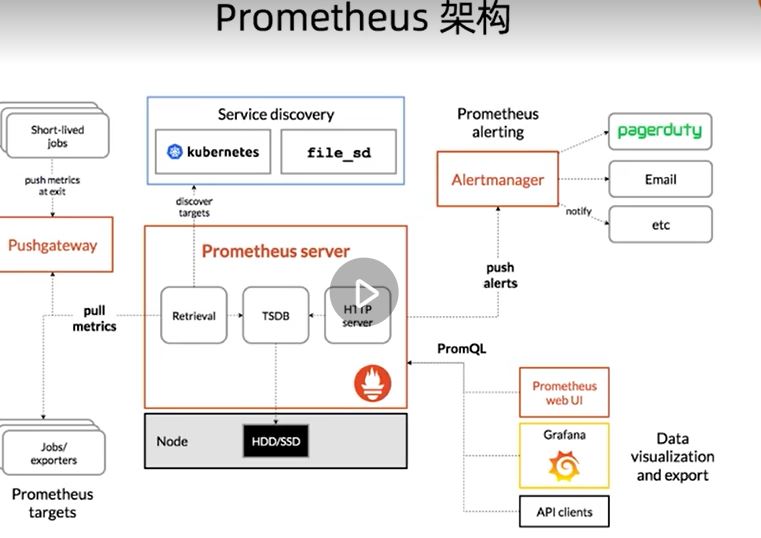 Prometheus 架构
Short-lived
jobs
push metrics
at exit
Pushgateway
pull
metrics
Jobs/
exporters
Prometheus
targets
Service discovery
kubernetes
file_sd
discover
targets
Prometheus server
Retrieval
TSDB
HTTP
server
Node
HDD/SSD
Prometheus
alerting
Alertmanager
pagerduty
Email
etc
notify
push
alerts
PromQL
Prometheus
web UI
Grafana
API clients
Data
visualization
and export